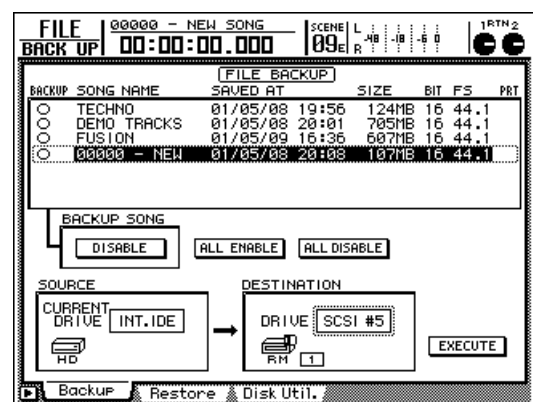 FILE 00000 - NEW SONG SCENE L 1RTN2
BACK UP 00:00:00.000 09E R -48 -18 -6 0
FILE BACKUP
BACKUP SONG NAME SAVED AT SIZE BIT FS PRT
TECHNO 01/05/08 19:56 124MB 16 44.1
DEMO TRACKS 01/05/08 20:01 705MB 16 44.1
FUSION 01/05/09 16:36 607MB 16 44.1
00000 - NEW 01/05/08 20:08 107MB 16 44.1
BACKUP SONG
DISABLE ALL ENABLE ALL DISABLE
SOURCE DESTINATION
CURRENT
DRIVE INT.IDE → DRIVE SCSI #5
EXECUTE
HD RM 1
Backup Restore Disk Util.